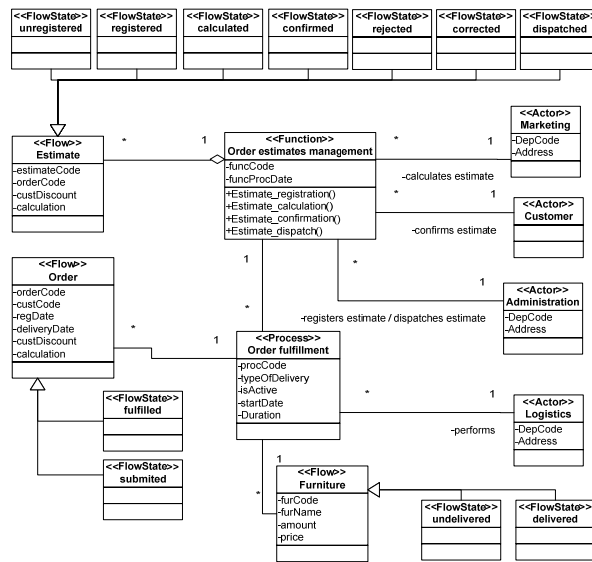 <<FlowState>>
unregistered
<<FlowState>>
registered
<<FlowState>>
calculated
<<FlowState>>
confirmed
<<FlowState>>
rejected
<<FlowState>>
corrected
<<FlowState>>
dispatched
<<Flow>>
Estimate
-estimateCode
-orderCode
-custDiscount
-calculation
*
1
<<Function>>
Order estimates management
-funcCode
-funcProcDate
+Estimate_registration()
+Estimate_calculation()
+Estimate_confirmation()
+Estimate_dispatch()
*
1
-calculates estimate
<<Actor>>
Marketing
-DepCode
-Address
*
1
-confirms estimate
<<Actor>>
Customer
*
1
-registers estimate / dispatches estimate
<<Actor>>
Administration
-DepCode
-Address
1
*
<<Flow>>
Order
-orderCode
-custCode
-regDate
-deliveryDate
-custDiscount
-calculation
*
1
<<Process>>
Order fulfillment
-procCode
-typeOfDelivery
-isActive
-startDate
-Duration
*
1
-performs
<<Actor>>
Logistics
-DepCode
-Address
<<FlowState>>
fulfilled
<<FlowState>>
submited
1
*
<<Flow>>
Furniture
-furCode
-furName
-amount
-price
<<FlowState>>
undelivered
<<FlowState>>
delivered